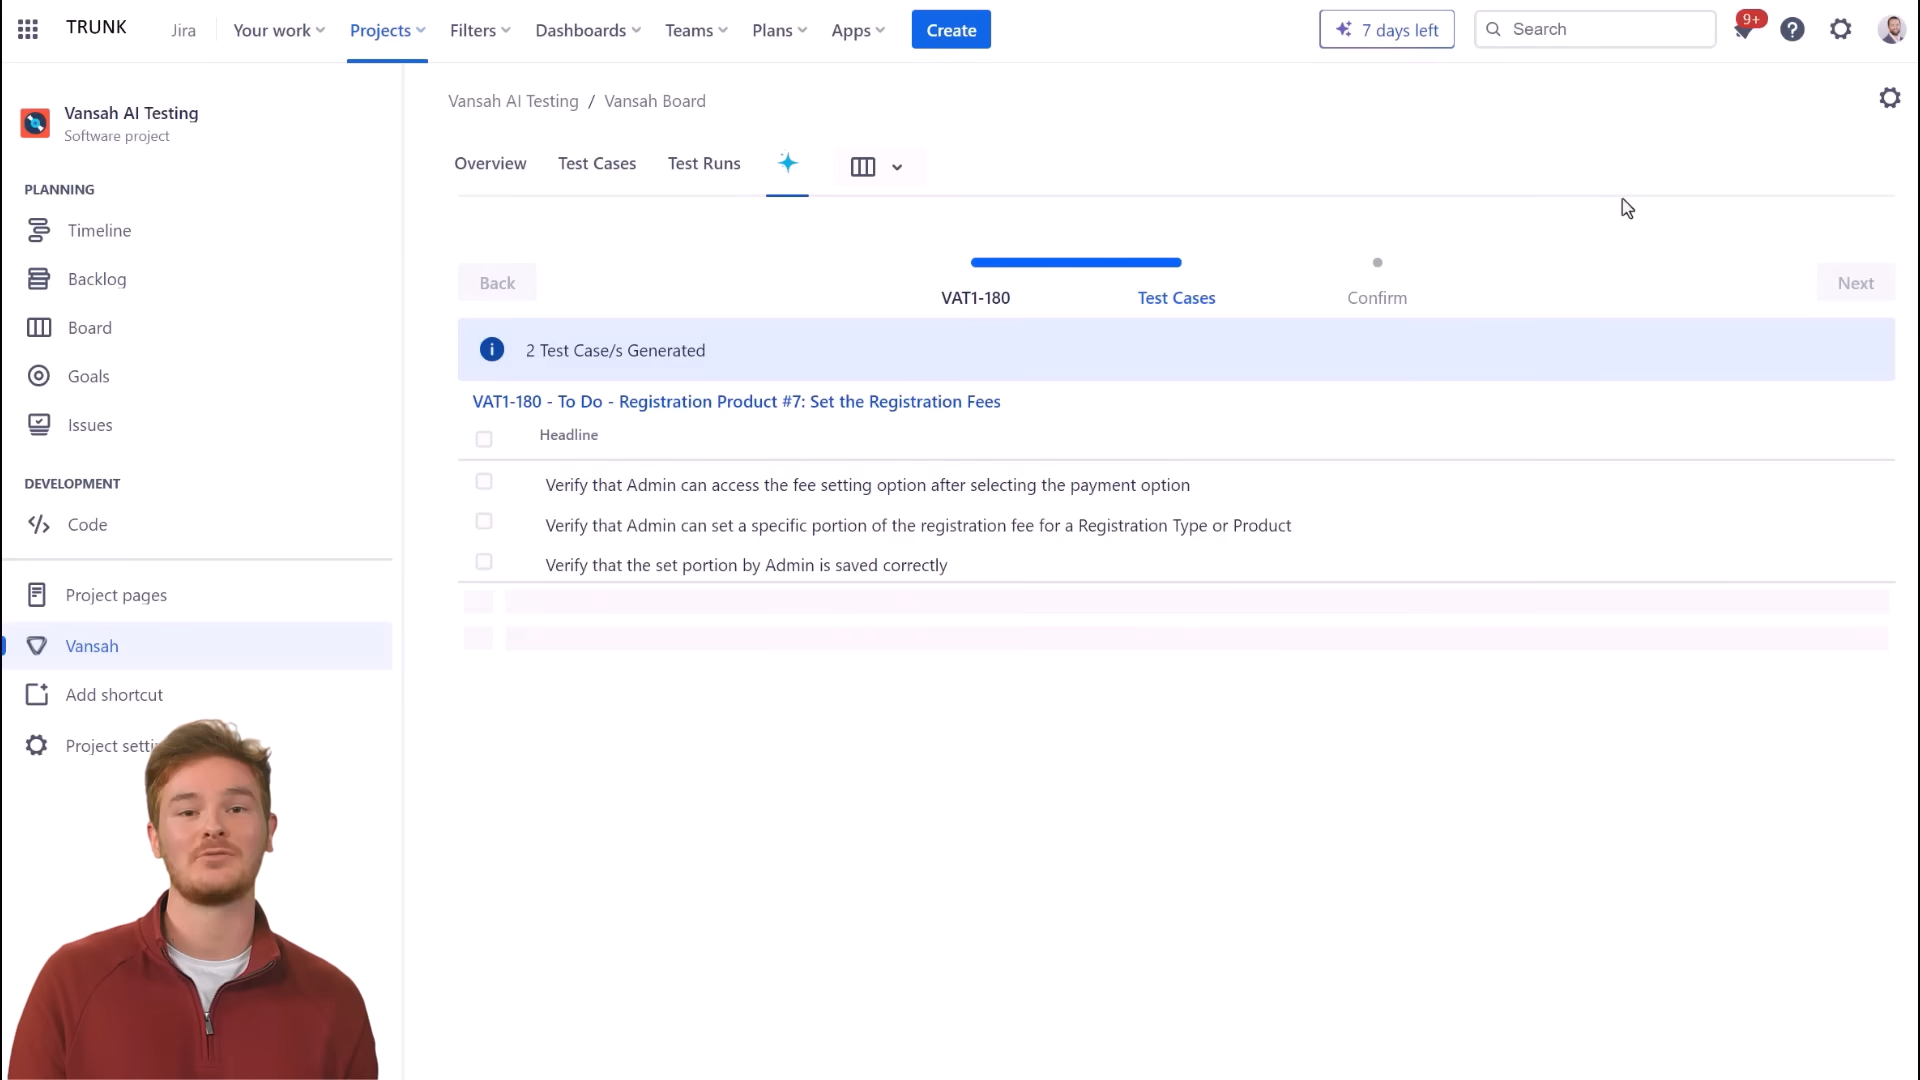 TRUNK
Jira
Your work
Projects
Filters
Dashboards
Teams
Plans
Apps
Create
7 days left
Search
9+
Vansah AI Testing
Software project
PLANNING
Timeline
Backlog
Board
Goals
Issues
DEVELOPMENT
Code
Project pages
Vansah
Add shortcut
Vansah AI Testing / Vansah Board
Overview
Test Cases
Test Runs
Back
VAT1-180
Test Cases
Confirm
Next
2 Test Case/s Generated
VAT1-180 - To Do - Registration Product #7: Set the Registration Fees
Headline
Verify that Admin can access the fee setting option after selecting the payment option
Verify that Admin can set a specific portion of the registration fee for a Registration Type or Product
Verify that the set portion by Admin is saved correctly
Project